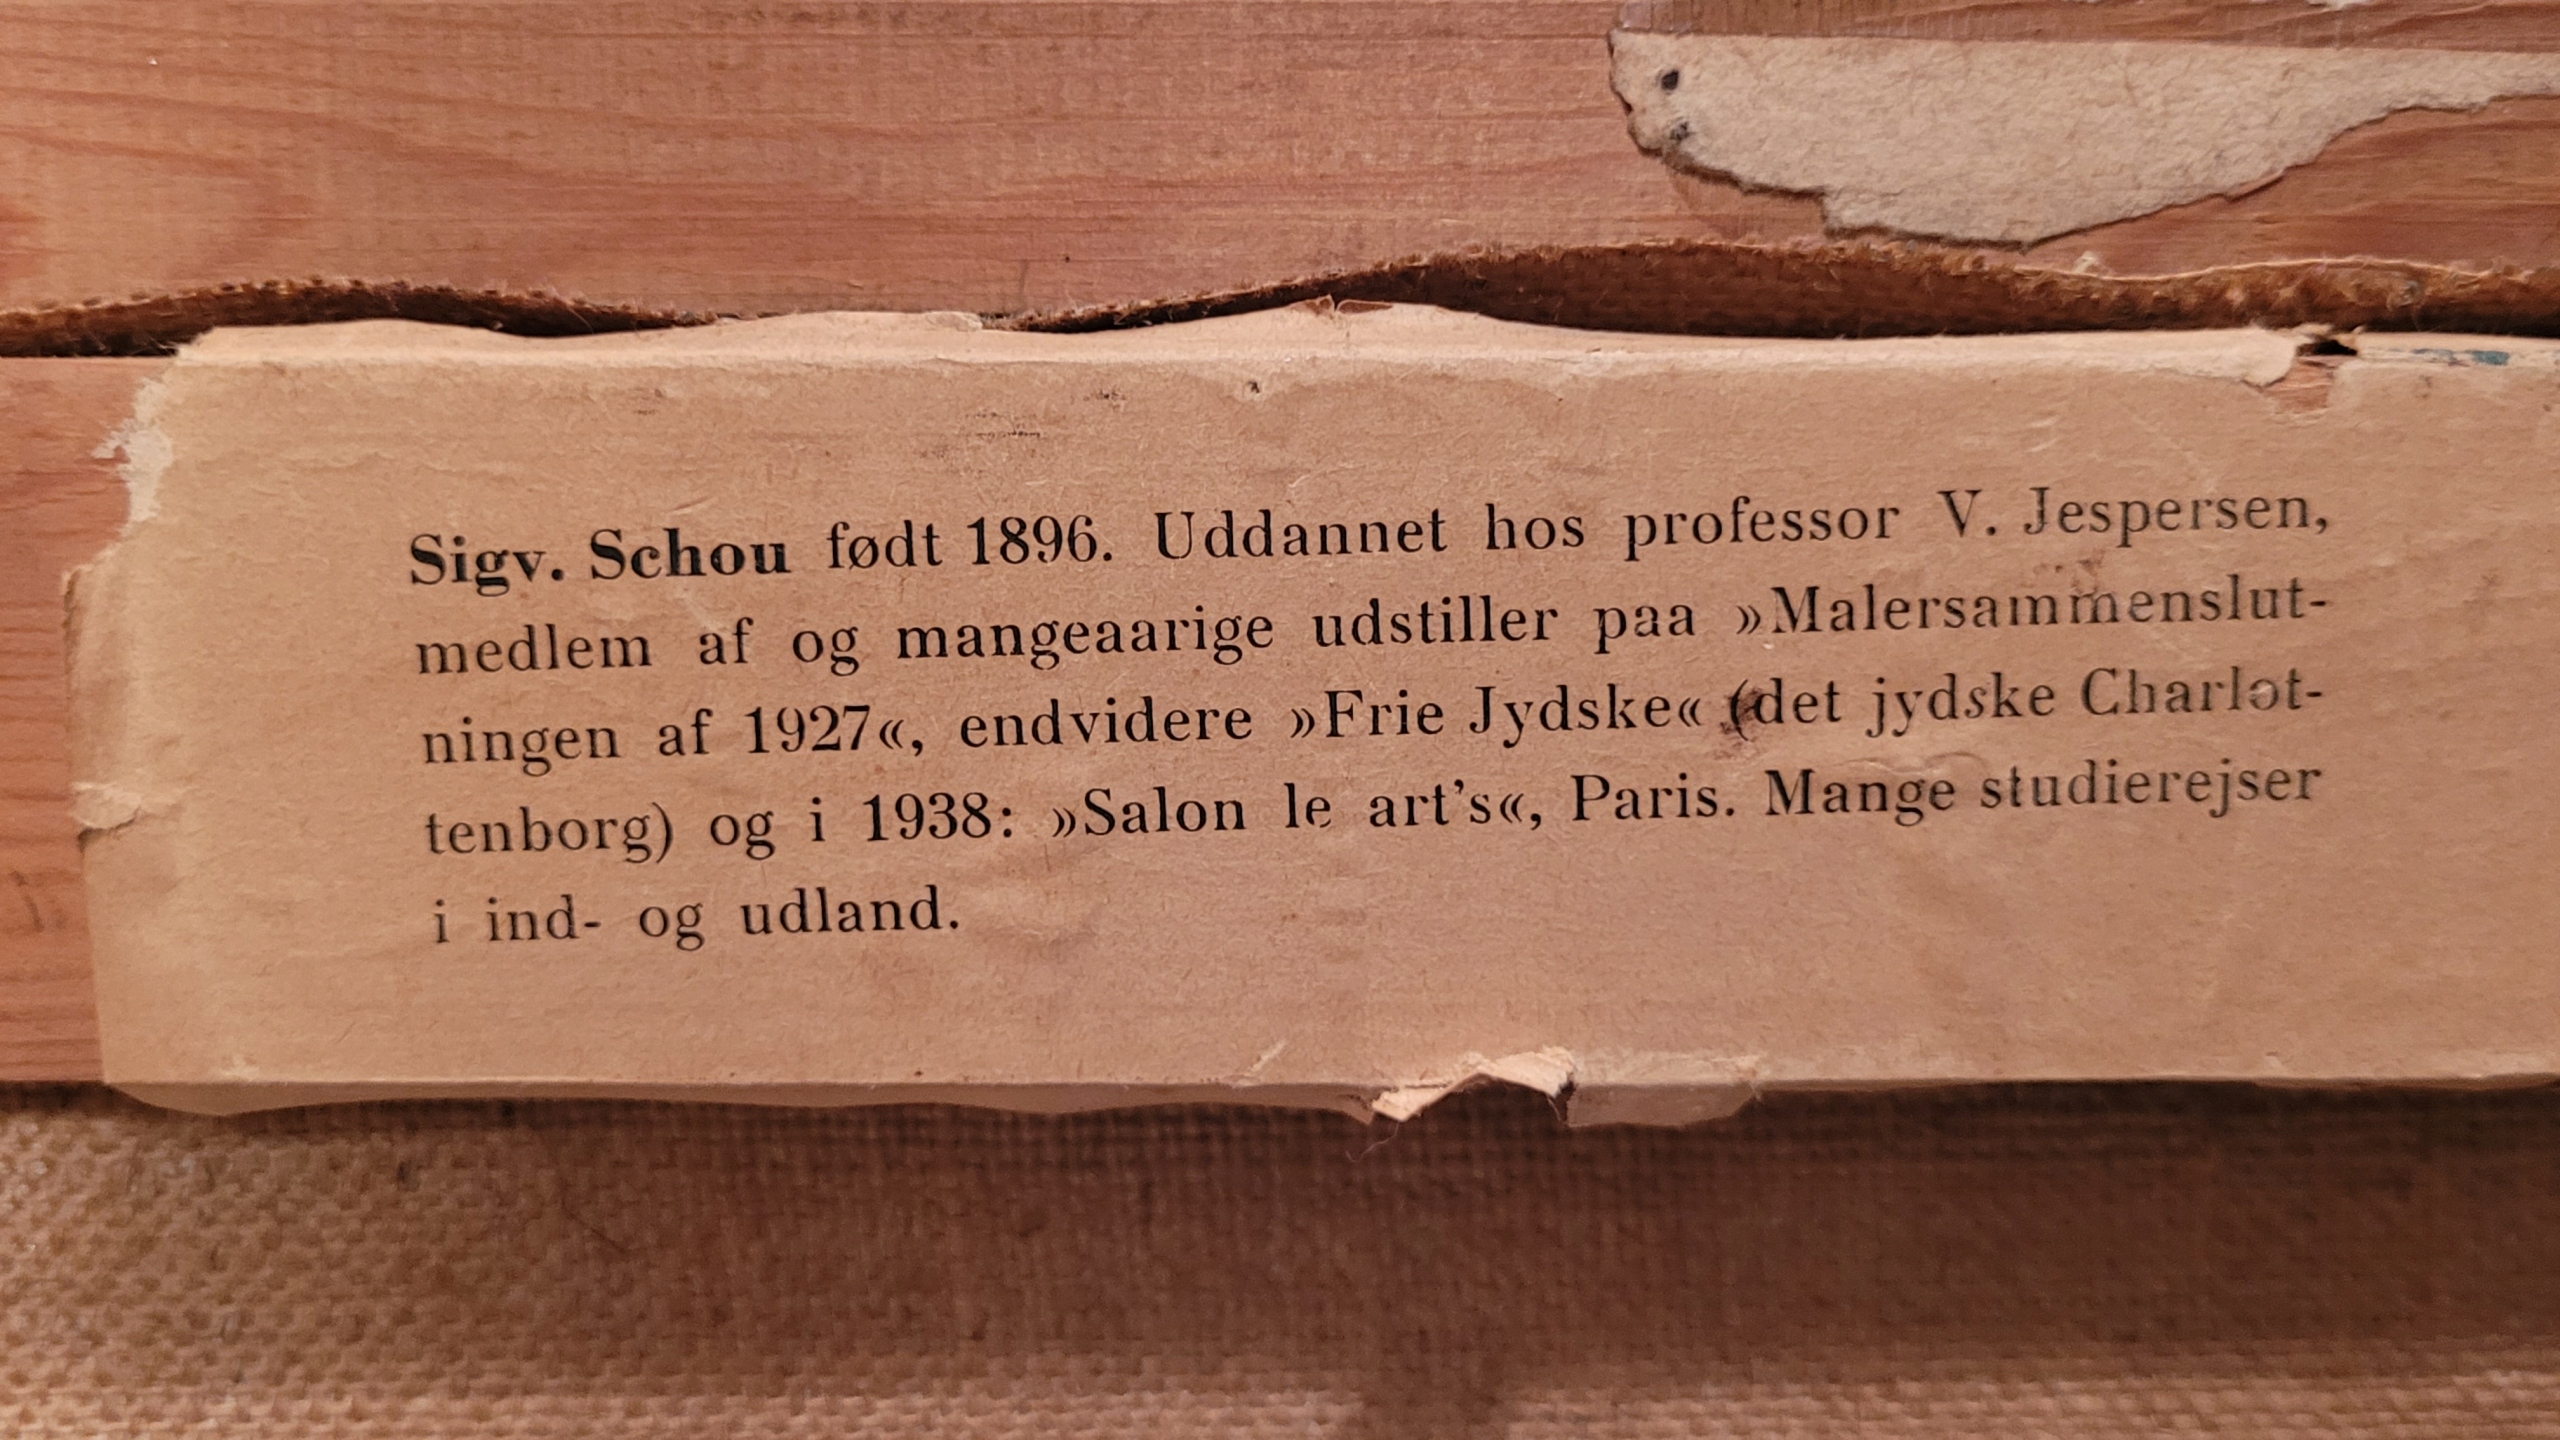 Sigv. Schou født 1896. Uddannet hos professor V. Jespersen,
medlem af og mangeaarige udstiller paa »Malersammenslut-
ningen af 1927«, endvidere »Frie Jydske« (det jydske Charlot-
tenborg) og i 1938: »Salon le art's«, Paris. Mange studierejser
i ind- og udland.